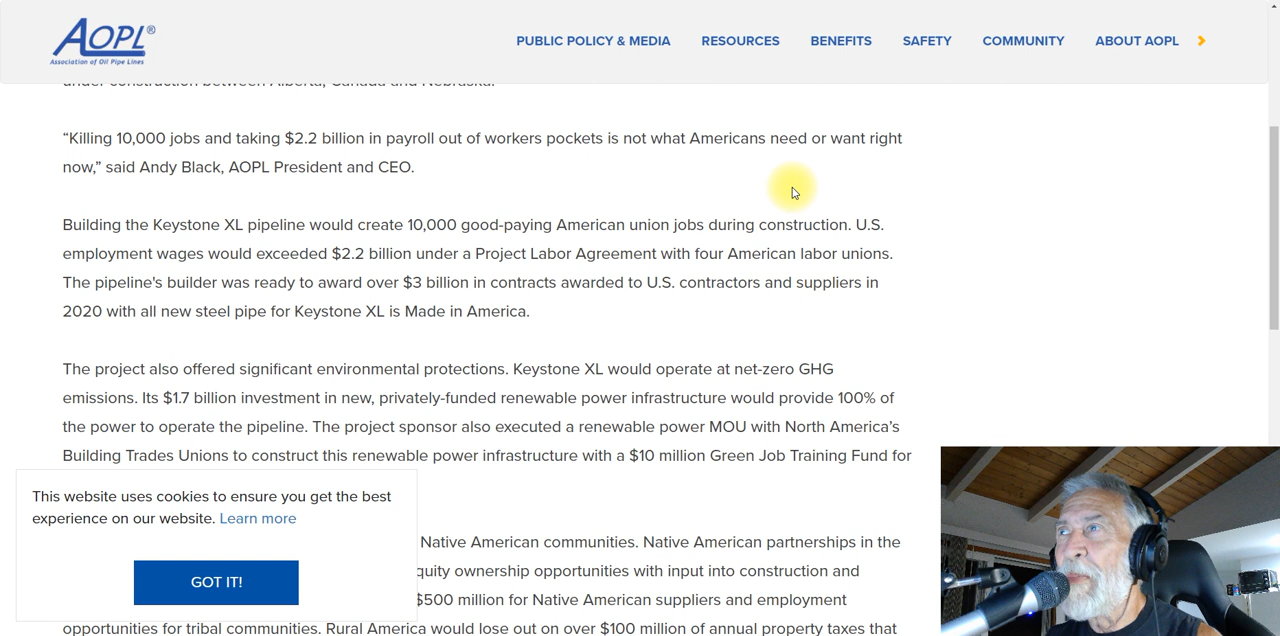 AOPL®
Association of Oil Pipe Lines
PUBLIC POLICY & MEDIA
RESOURCES
BENEFITS
SAFETY
COMMUNITY
ABOUT AOPL
under construction between Alberta, Canada and Nebraska.
“Killing 10,000 jobs and taking $2.2 billion in payroll out of workers pockets is not what Americans need or want right
now,” said Andy Black, AOPL President and CEO.
Building the Keystone XL pipeline would create 10,000 good-paying American union jobs during construction. U.S.
employment wages would exceeded $2.2 billion under a Project Labor Agreement with four American labor unions.
The pipeline's builder was ready to award over $3 billion in contracts awarded to U.S. contractors and suppliers in
2020 with all new steel pipe for Keystone XL is Made in America.
The project also offered significant environmental protections. Keystone XL would operate at net-zero GHG
emissions. Its $1.7 billion investment in new, privately-funded renewable power infrastructure would provide 100% of
the power to operate the pipeline. The project sponsor also executed a renewable power MOU with North America’s
Building Trades Unions to construct this renewable power infrastructure with a $10 million Green Job Training Fund for
Native American communities. Native American partnerships in the
quity ownership opportunities with input into construction and
$500 million for Native American suppliers and employment
opportunities for tribal communities. Rural America would lose out on over $100 million of annual property taxes that
This website uses cookies to ensure you get the best
experience on our website. Learn more
GOT IT!